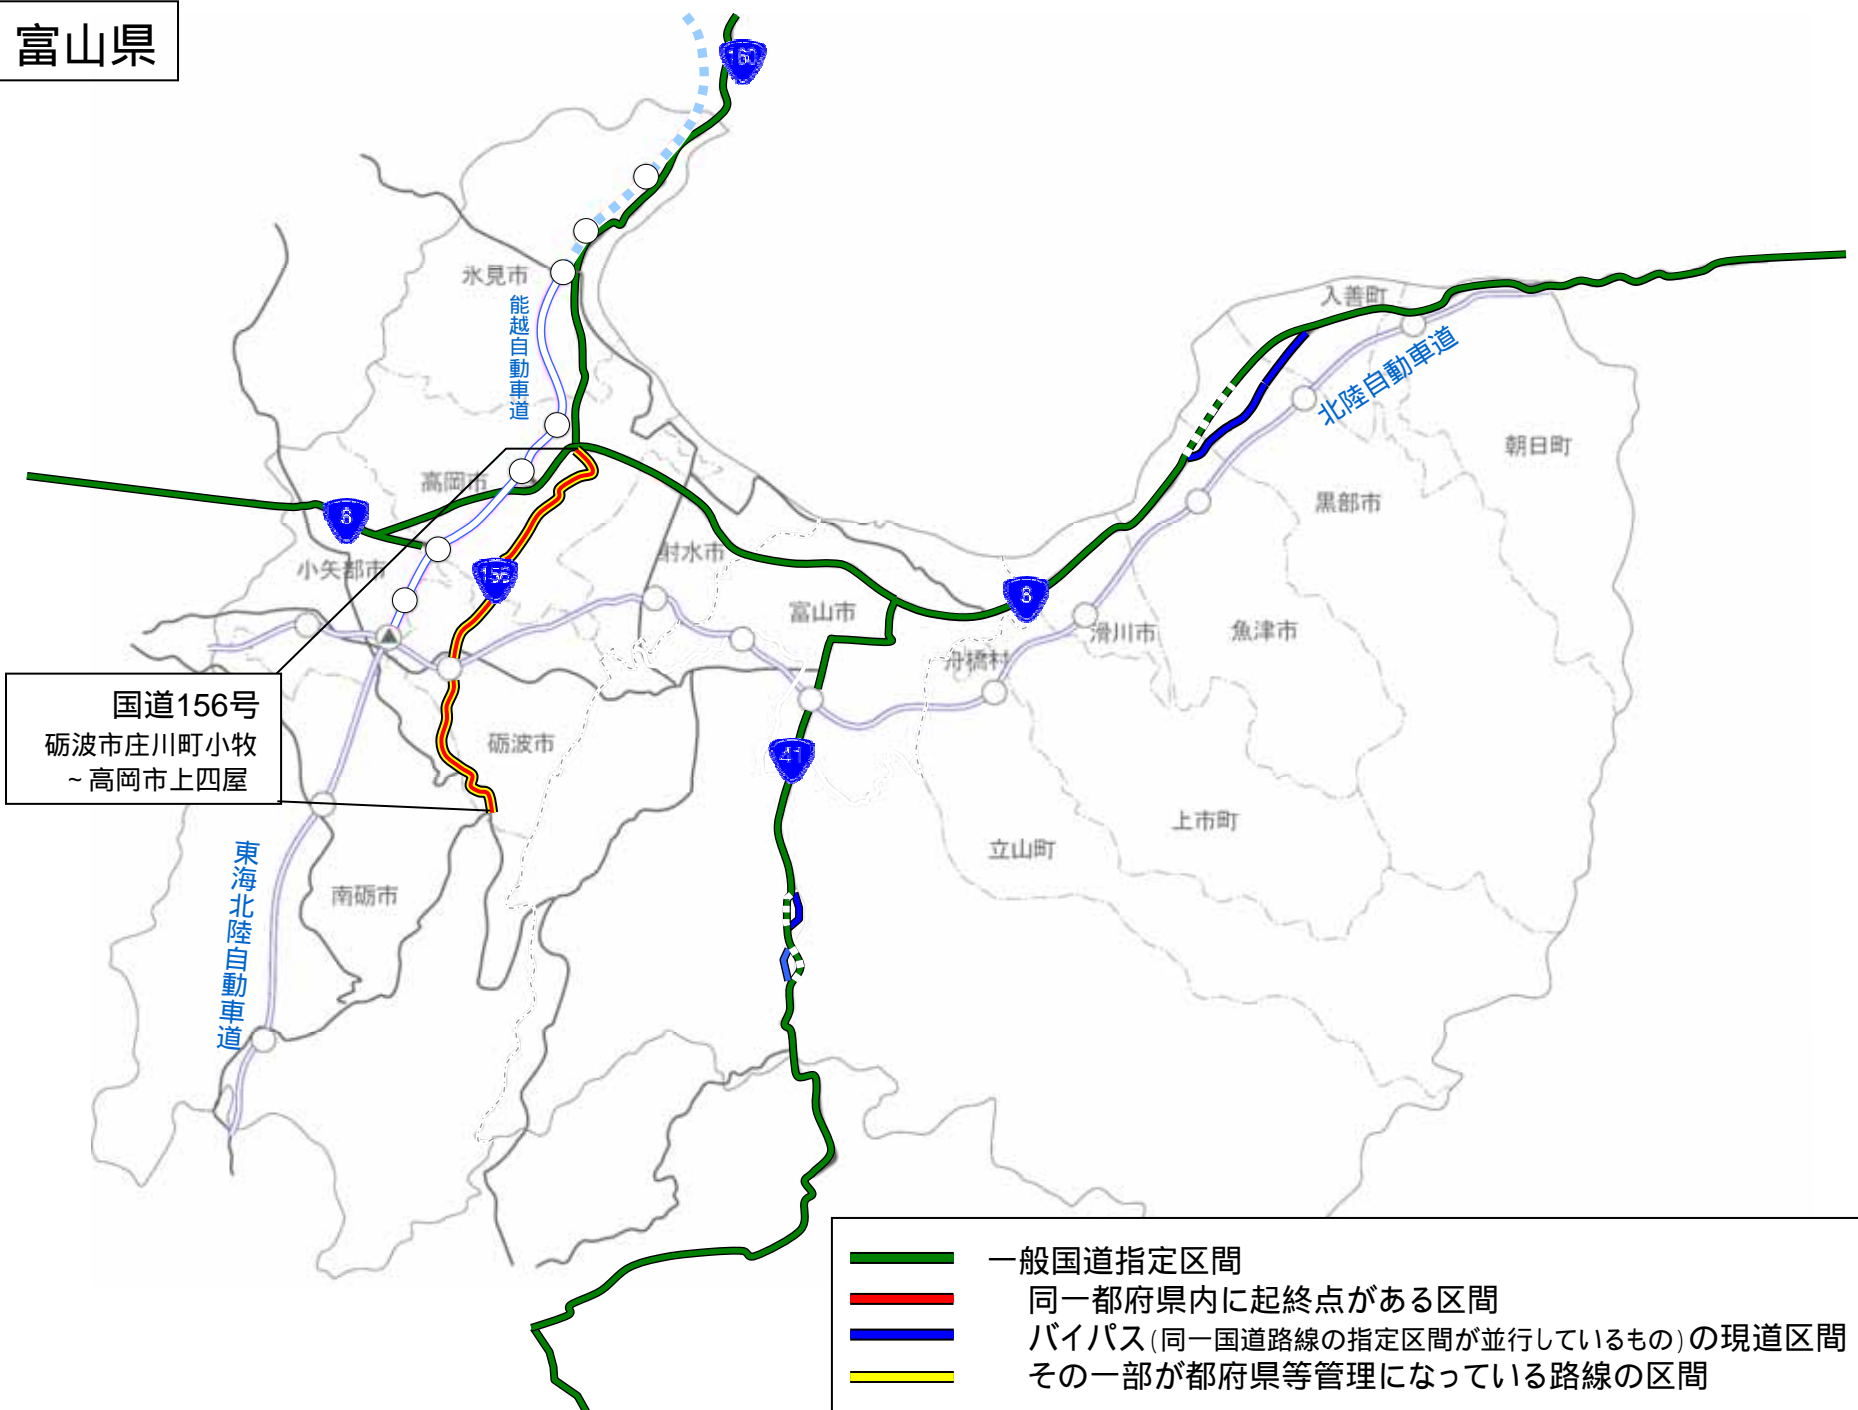 富山県
160
氷見市
能越自動車道
入善町
北陸自動車道
朝日町
高岡市
8
黒部市
射水市
小矢部市
156
富山市
8
滑川市
魚津市
舟橋村
国道156号
砺波市庄川町小牧
~高岡市上四屋
砺波市
41
上市町
立山町
東海北陸自動車道
南砺市
一般国道指定区間
同一都府県内に起終点がある区間
バイパス(同一国道路線の指定区間が並行しているもの)の現道区間
その一部が都府県等管理になっている路線の区間